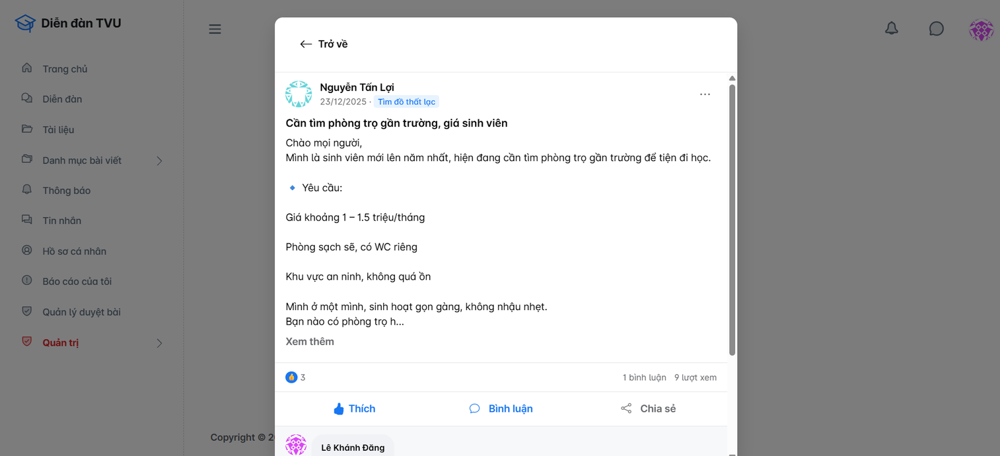 Diễn đàn TVU
Trang chủ
Diễn đàn
Tài liệu
Danh mục bài viết
Thông báo
Tin nhắn
Hồ sơ cá nhân
Báo cáo của tôi
Quản lý duyệt bài
Quản trị
Trở về
Nguyễn Tấn Lợi
23/12/2025 · Tìm đồ thất lạc
Cần tìm phòng trọ gần trường, giá sinh viên
Chào mọi người,
Mình là sinh viên mới lên năm nhất, hiện đang cần tìm phòng trọ gần trường để tiện đi học.
🔹 Yêu cầu:
Giá khoảng 1 – 1.5 triệu/tháng
Phòng sạch sẽ, có WC riêng
Khu vực an ninh, không quá ồn
Mình ở một mình, sinh hoạt gọn gàng, không nhậu nhẹt.
Bạn nào có phòng trọ h...
Xem thêm
3
1 bình luận 9 lượt xem
Thích Bình luận Chia sẻ
Lê Khánh Đăng
Copyright ©